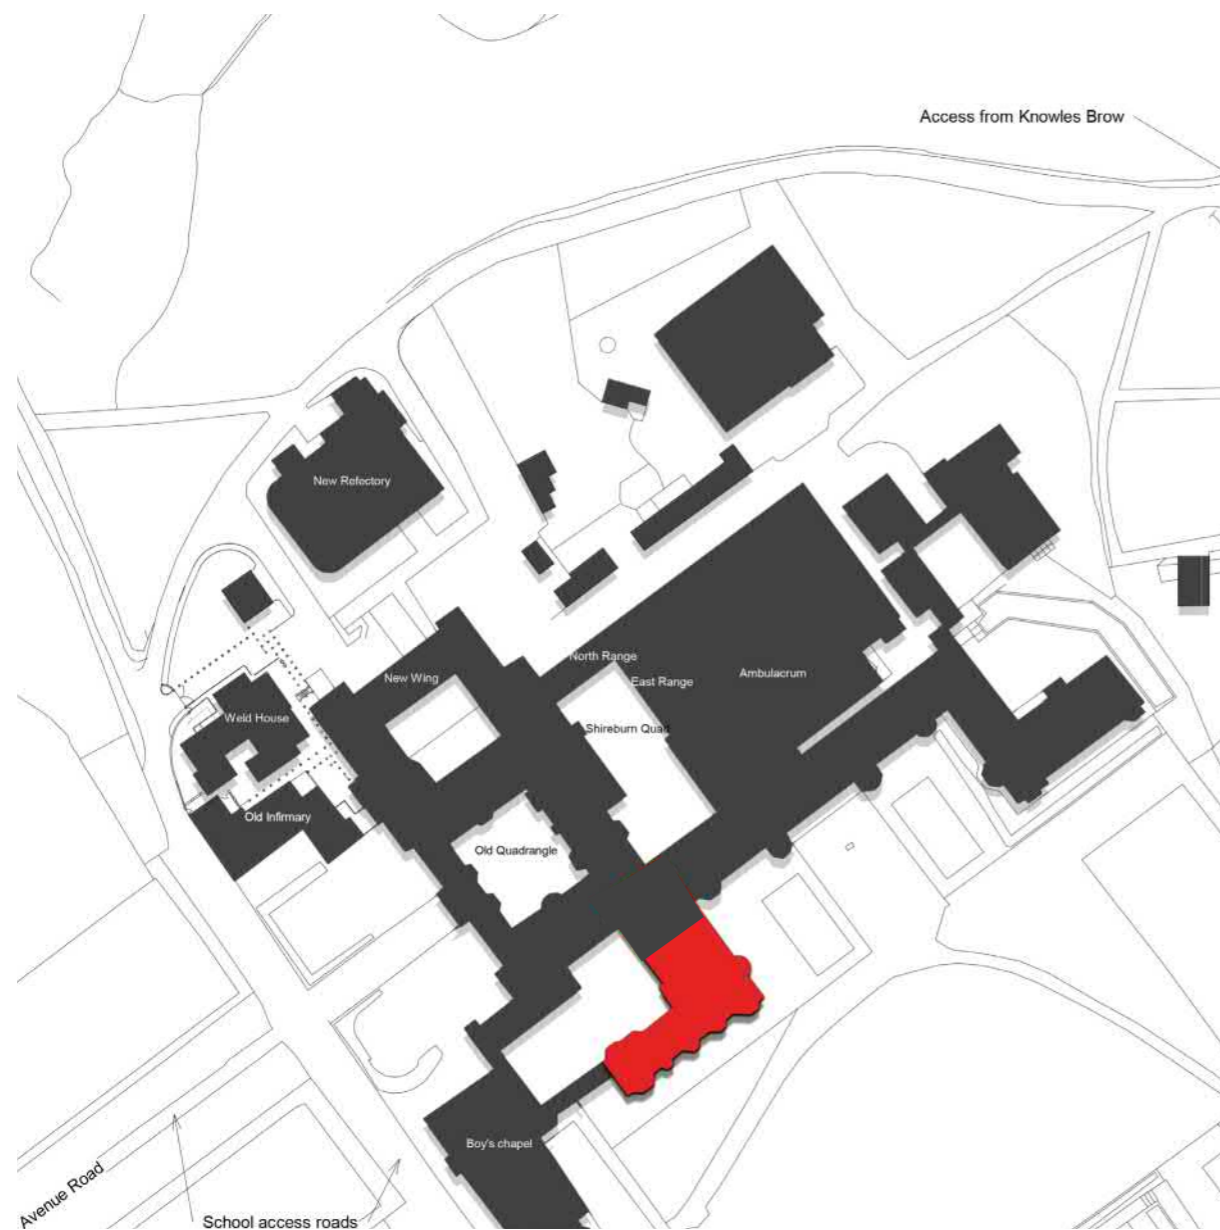 Access from Knowles Brow
New Refectory
North Range
New Wing
East Range
Ambulacrum
Weld House
Shireburn Quad
Old Infirmary
Old Quadrangle
Boy's chapel
Avenue Road
School access roads